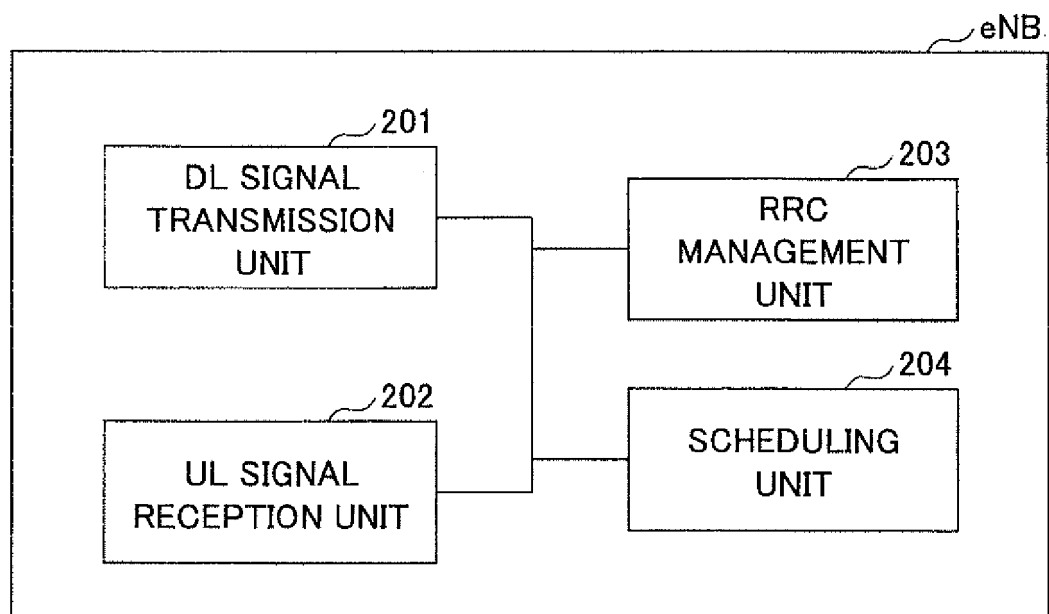 eNB
201
DL SIGNAL
TRANSMISSION
UNIT
203
RRC
MANAGEMENT
UNIT
202
UL SIGNAL
RECEPTION UNIT
204
SCHEDULING
UNIT